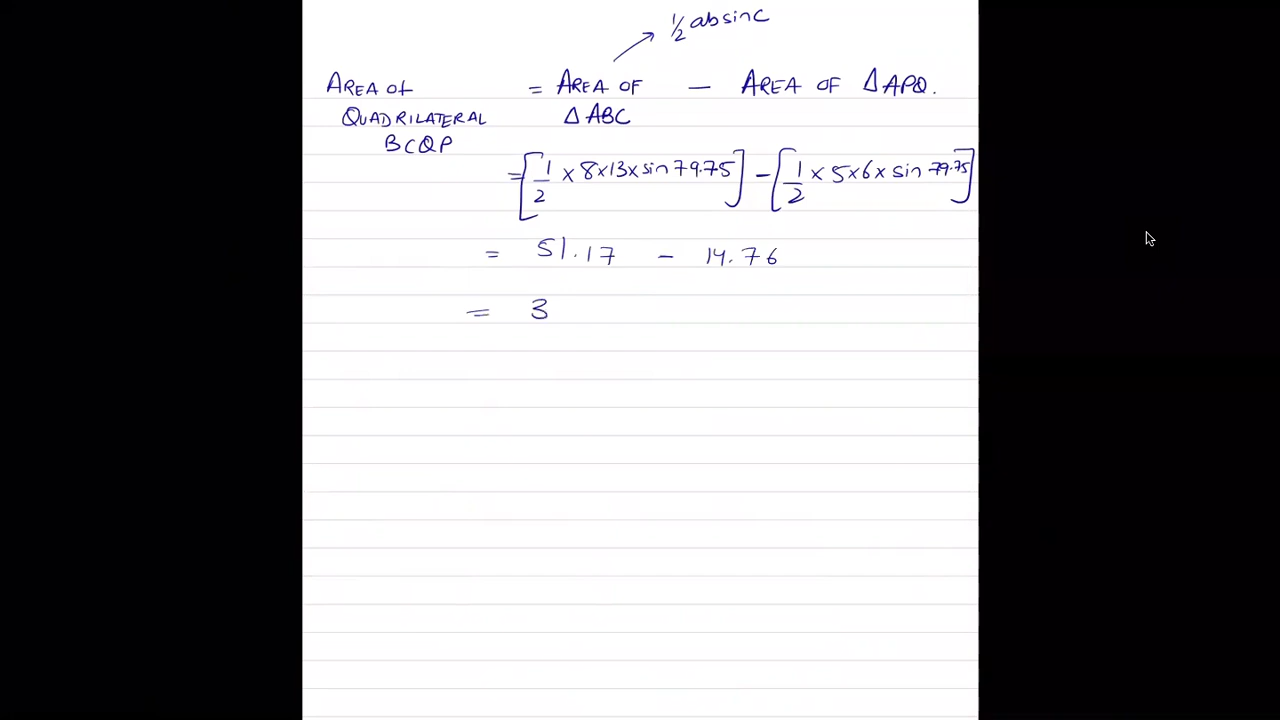 ½ absinc
AREA OF = AREA OF - AREA OF ΔAPQ.
QUADRILATERAL ΔABC
BCQP
= [1/2 × 8×13× sin 79.75] - [1/2 × 5×6× sin 79.75]
= 51.17 - 14.76
= 3